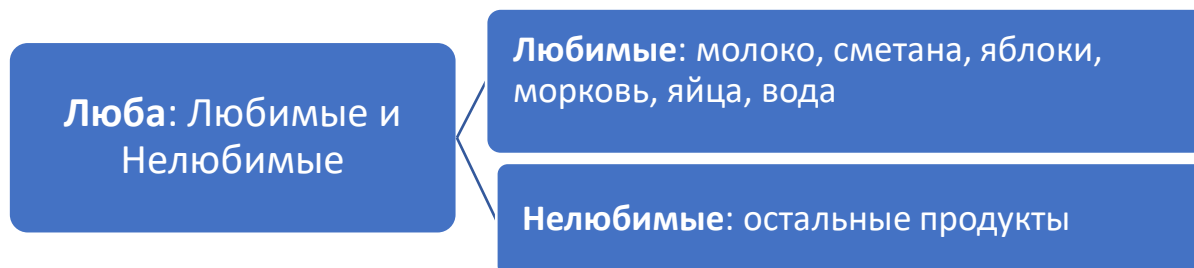 Люба: Любимые и
Нелюбимые
Любимые: молоко, сметана, яблоки,
морковь, яйца, вода
Нелюбимые: остальные продукты